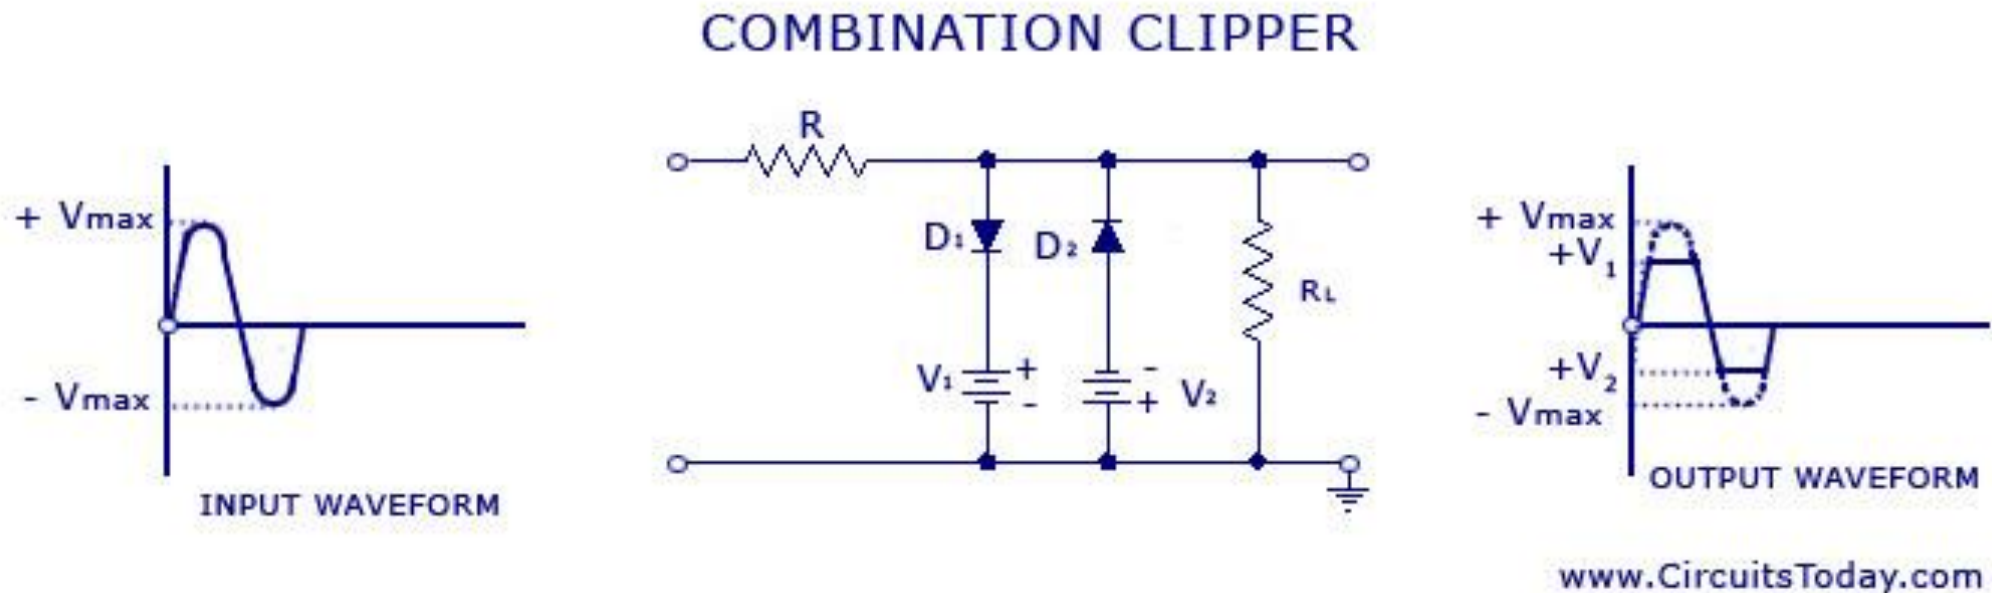 COMBINATION CLIPPER
+ Vmax
- Vmax
INPUT WAVEFORM
R
D1
D2
RL
V1
+
-
-
+
V2
+ Vmax
+V1
+V2
- Vmax
OUTPUT WAVEFORM
www.CircuitsToday.com